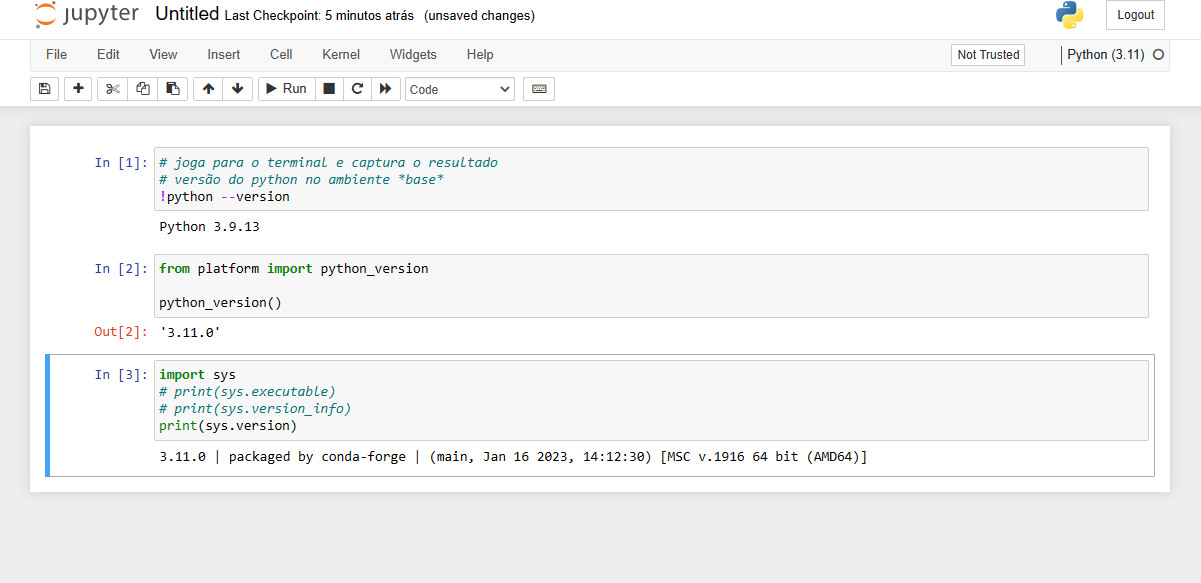 jupyter Untitled Last Checkpoint: 5 minutos atrás (unsaved changes) Logout
File Edit View Insert Cell Kernel Widgets Help Not Trusted Python (3.11)
Run Code
In [1]: # joga para o terminal e captura o resultado
# versão do python no ambiente *base*
!python --version
Python 3.9.13
In [2]: from platform import python_version
python_version()
Out[2]: '3.11.0'
In [3]: import sys
# print(sys.executable)
# print(sys.version_info)
print(sys.version)
3.11.0 | packaged by conda-forge | (main, Jan 16 2023, 14:12:30) [MSC v.1916 64 bit (AMD64)]